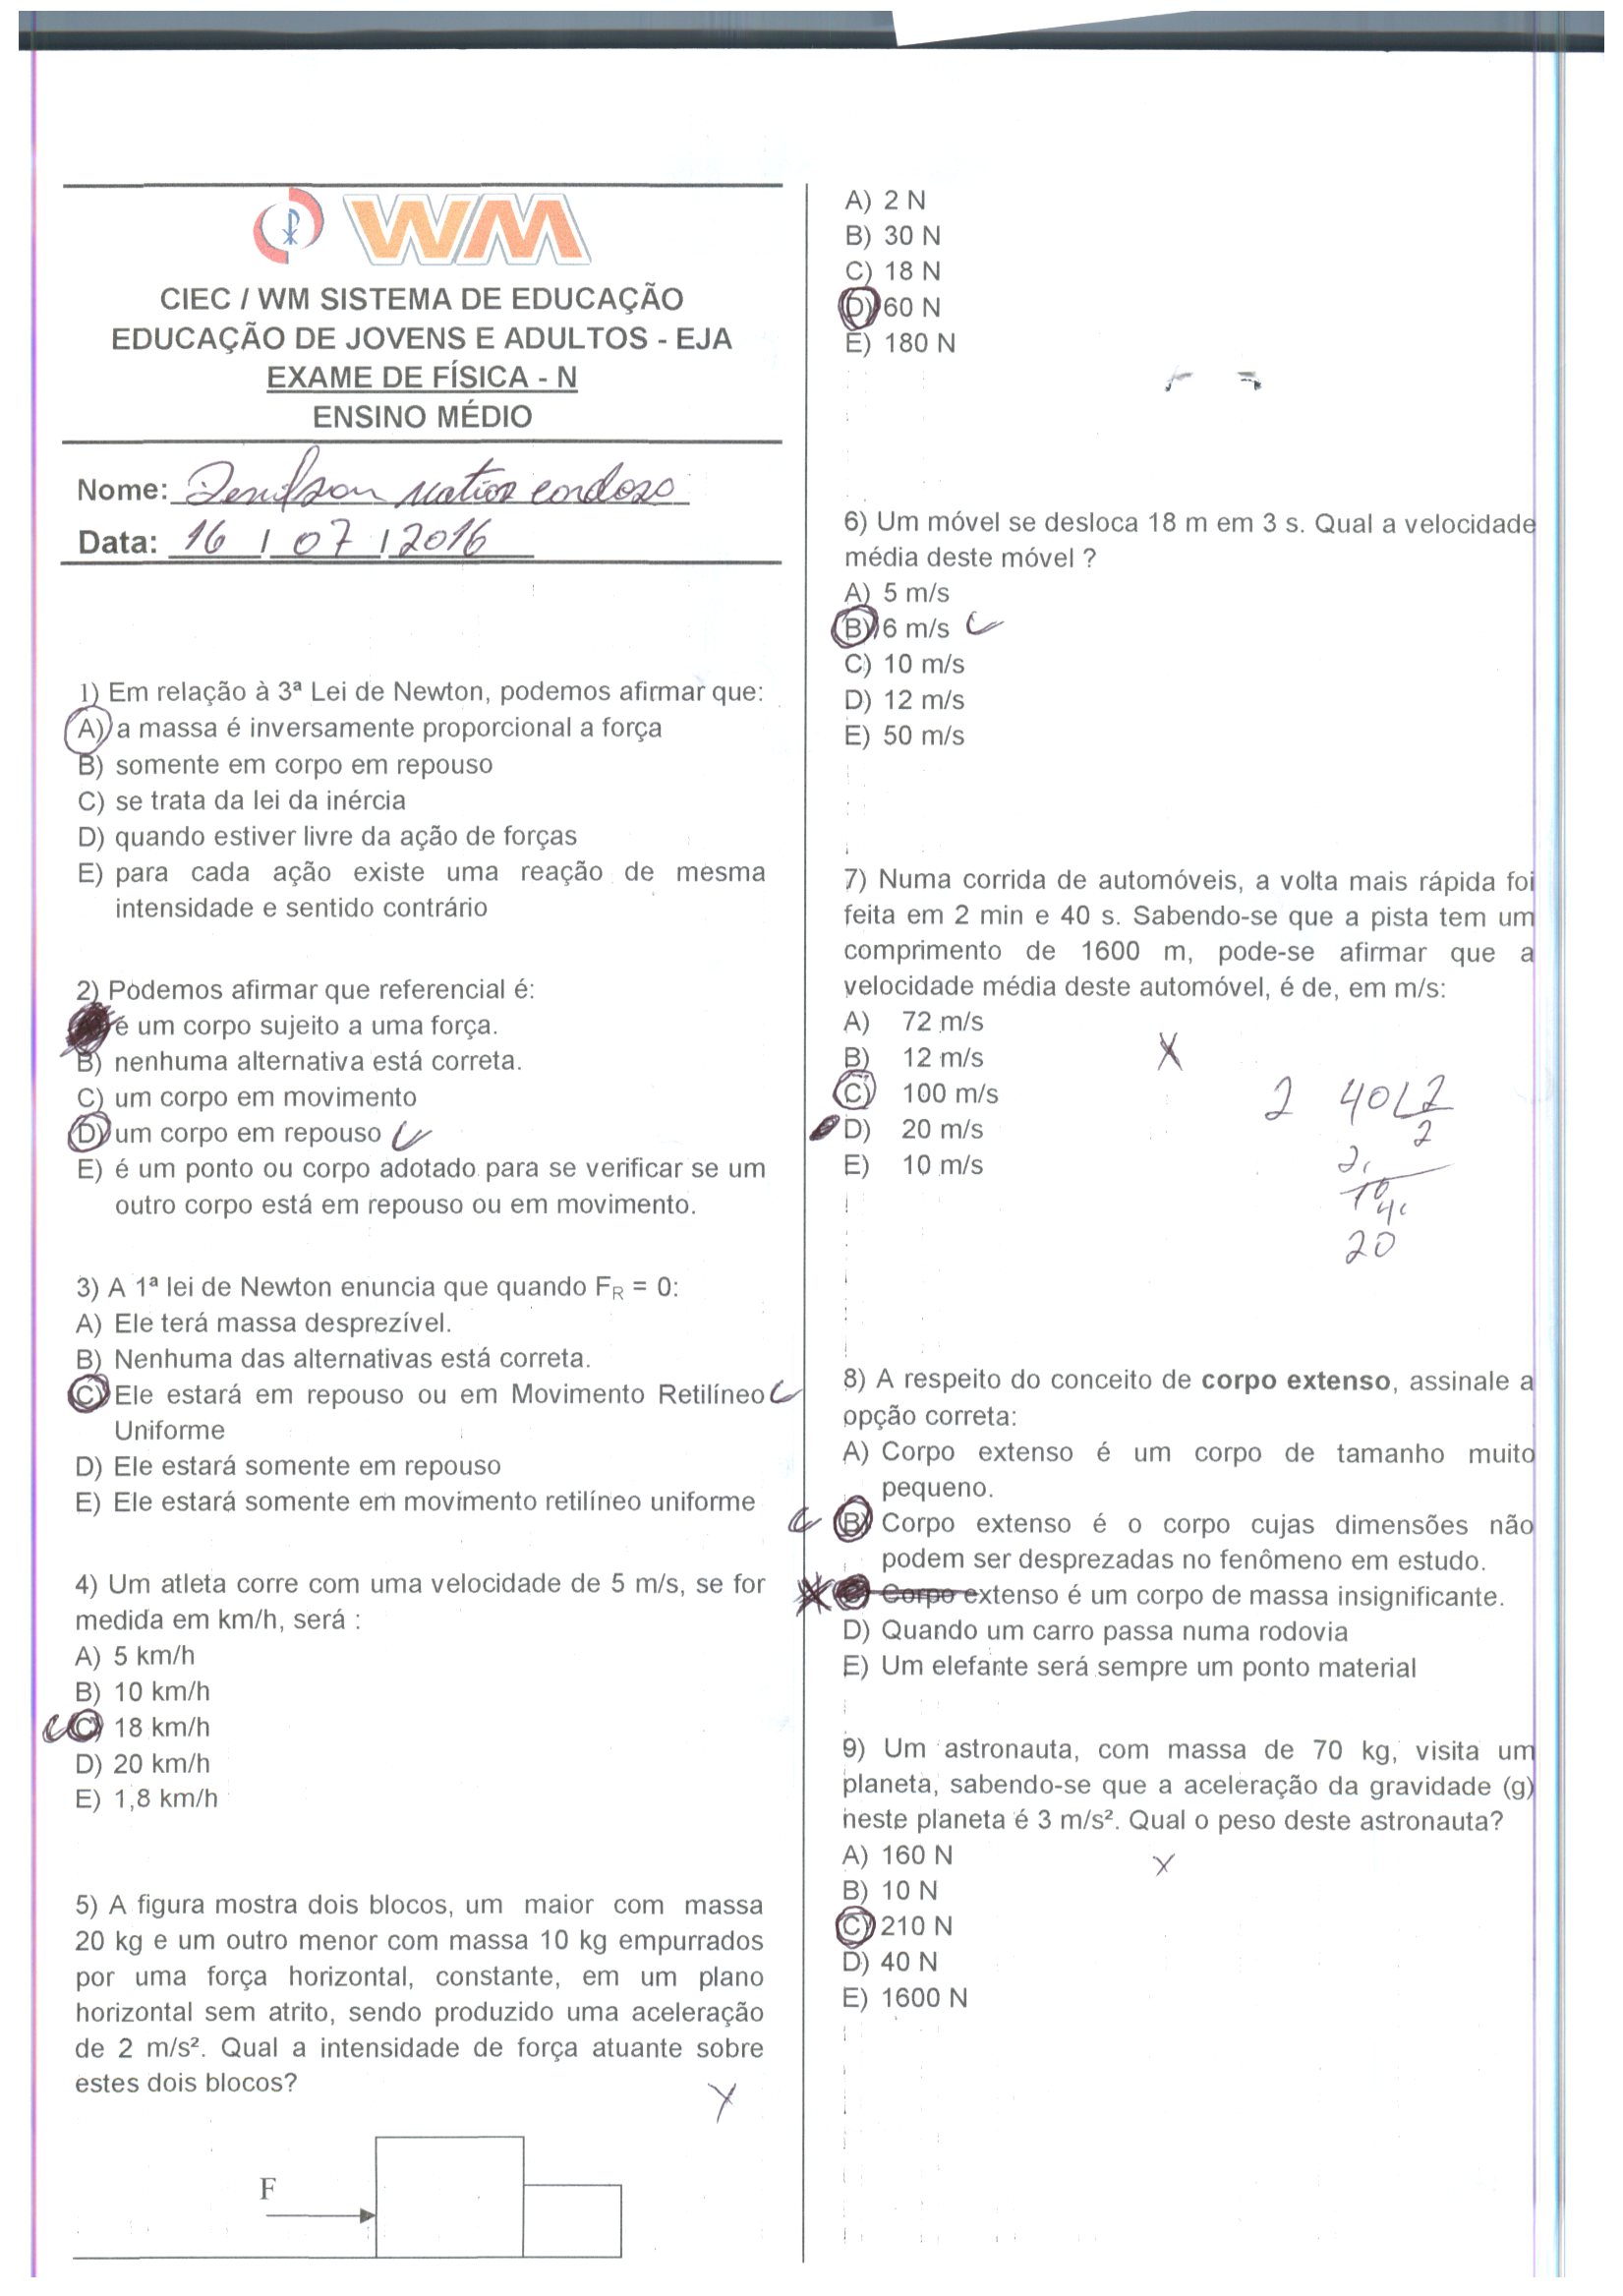 WM
CIEC / WM SISTEMA DE EDUCAÇÃO
EDUCAÇÃO DE JOVENS E ADULTOS - EJA
EXAME DE FÍSICA - N
ENSINO MÉDIO
Nome: Denilson Matias Cardoso
Data: 16 / 07 / 2016
1) Em relação à 3ª Lei de Newton, podemos afirmar que:
A) a massa é inversamente proporcional a força
B) somente em corpo em repouso
C) se trata da lei da inércia
D) quando estiver livre da ação de forças
E) para cada ação existe uma reação de mesma
intensidade e sentido contrário
2) Podemos afirmar que referencial é:
é um corpo sujeito a uma força.
B) nenhuma alternativa está correta.
C) um corpo em movimento
D) um corpo em repouso
E) é um ponto ou corpo adotado para se verificar se um
outro corpo está em repouso ou em movimento.
3) A 1ª lei de Newton enuncia que quando FR = 0:
A) Ele terá massa desprezível.
B) Nenhuma das alternativas está correta.
C) Ele estará em repouso ou em Movimento Retilíneo
Uniforme
D) Ele estará somente em repouso
E) Ele estará somente em movimento retilíneo uniforme
4) Um atleta corre com uma velocidade de 5 m/s, se for
medida em km/h, será :
A) 5 km/h
B) 10 km/h
C) 18 km/h
D) 20 km/h
E) 1,8 km/h
5) A figura mostra dois blocos, um maior com massa
20 kg e um outro menor com massa 10 kg empurrados
por uma força horizontal, constante, em um plano
horizontal sem atrito, sendo produzido uma aceleração
de 2 m/s². Qual a intensidade de força atuante sobre
estes dois blocos?
F
A) 2 N
B) 30 N
C) 18 N
D) 60 N
E) 180 N
6) Um móvel se desloca 18 m em 3 s. Qual a velocidade
média deste móvel ?
A) 5 m/s
B) 6 m/s
C) 10 m/s
D) 12 m/s
E) 50 m/s
7) Numa corrida de automóveis, a volta mais rápida foi
feita em 2 min e 40 s. Sabendo-se que a pista tem um
comprimento de 1600 m, pode-se afirmar que a
velocidade média deste automóvel, é de, em m/s:
A) 72 m/s
B) 12 m/s
C) 100 m/s
D) 20 m/s
E) 10 m/s
2 40 2
2
20
8) A respeito do conceito de corpo extenso, assinale a
opção correta:
A) Corpo extenso é um corpo de tamanho muito
pequeno.
B) Corpo extenso é o corpo cujas dimensões não
podem ser desprezadas no fenômeno em estudo.
Corpo extenso é um corpo de massa insignificante.
D) Quando um carro passa numa rodovia
E) Um elefante será sempre um ponto material
9) Um astronauta, com massa de 70 kg, visita um
planeta, sabendo-se que a aceleração da gravidade (g)
neste planeta é 3 m/s². Qual o peso deste astronauta?
A) 160 N
B) 10 N
C) 210 N
D) 40 N
E) 1600 N